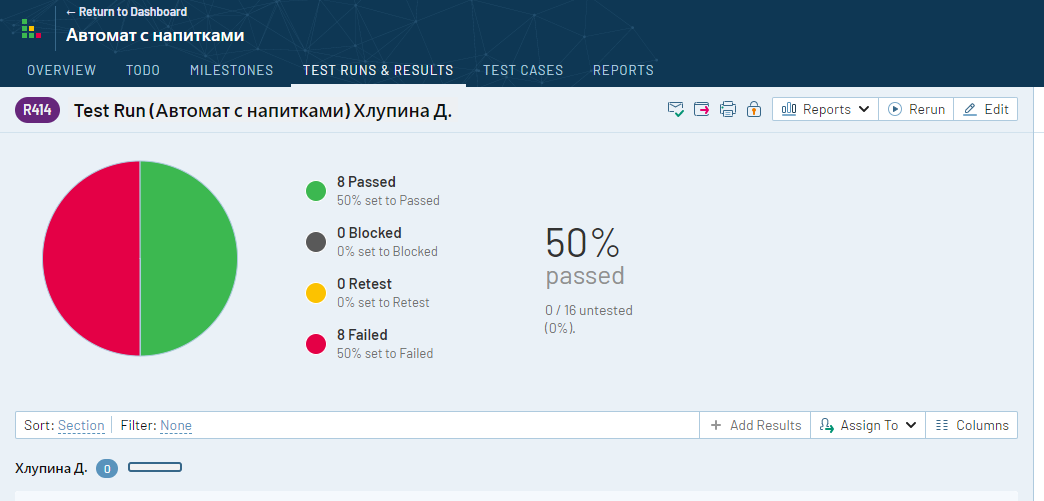 ← Return to Dashboard
Автомат с напитками
OVERVIEW TODO MILESTONES TEST RUNS & RESULTS TEST CASES REPORTS
R414 Test Run (Автомат с напитками) Хлупина Д. Reports Rerun Edit
8 Passed
50% set to Passed
0 Blocked
0% set to Blocked
0 Retest
0% set to Retest
8 Failed
50% set to Failed
50%
passed
0 / 16 untested
(0%).
Sort: Section Filter: None + Add Results Assign To Columns
Хлупина Д. 0